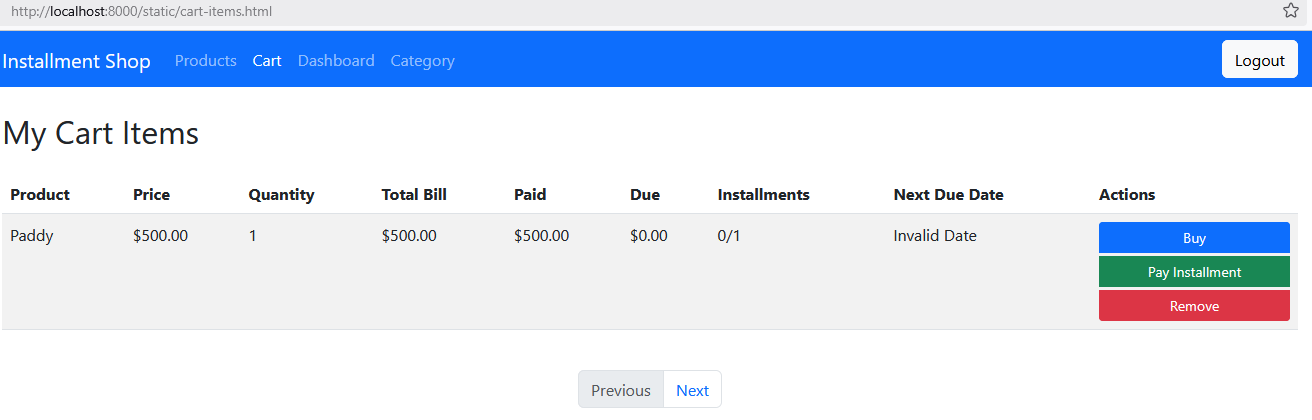 http://localhost:8000/static/cart-items.html
Installment Shop Products Cart Dashboard Category Logout
My Cart Items
Product Price Quantity Total Bill Paid Due Installments Next Due Date Actions
Paddy $500.00 1 $500.00 $500.00 $0.00 0/1 Invalid Date Buy
Pay Installment
Remove
Previous Next